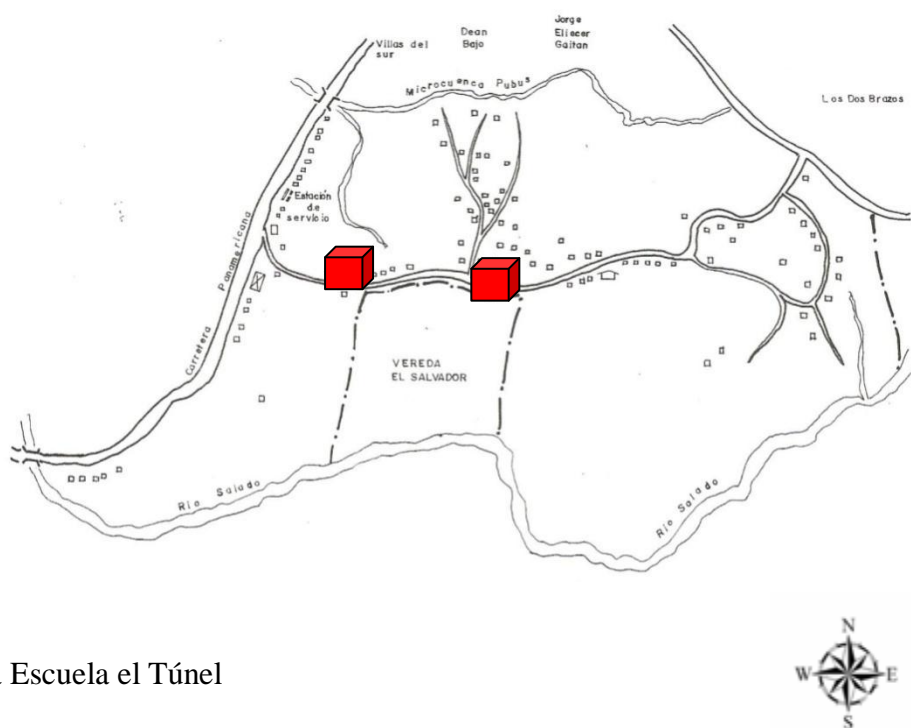 Villas del
sur
Dean
Bajo
Jorge
Eliecer
Gaitan
Microcuenca Pubus
Los Dos Brazos
Estación
de
servicio
Carretera Panamericana
VEREDA
EL SALVADOR
Rio Salado
Rio Salado
Escuela el Túnel
N
W E
S